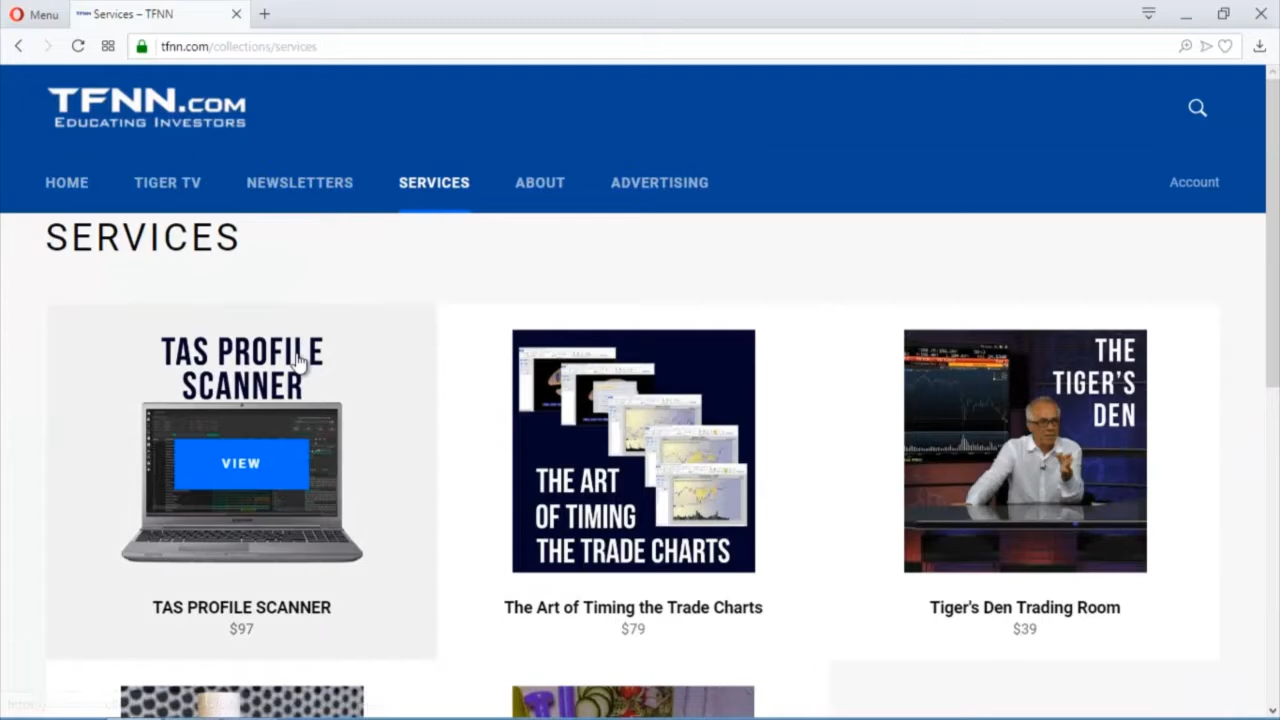 Menu
TFNN Services – TFNN
tfnn.com/collections/services
TFNN.COM
EDUCATING INVESTORS
HOME TIGER TV NEWSLETTERS SERVICES ABOUT ADVERTISING Account
SERVICES
TAS PROFILE
SCANNER
VIEW
TAS PROFILE SCANNER
$97
THE ART
OF TIMING
THE TRADE CHARTS
The Art of Timing the Trade Charts
$79
THE
TIGER'S
DEN
Tiger's Den Trading Room
$39